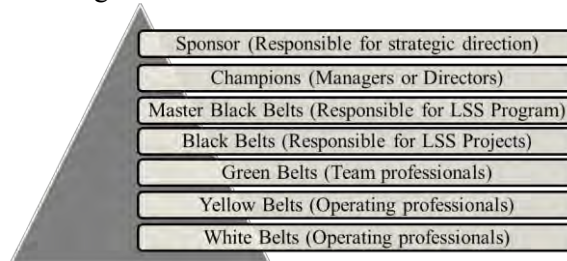 Sponsor (Responsible for strategic direction)
Champions (Managers or Directors)
Master Black Belts (Responsible for LSS Program)
Black Belts (Responsible for LSS Projects)
Green Belts (Team professionals)
Yellow Belts (Operating professionals)
White Belts (Operating professionals)